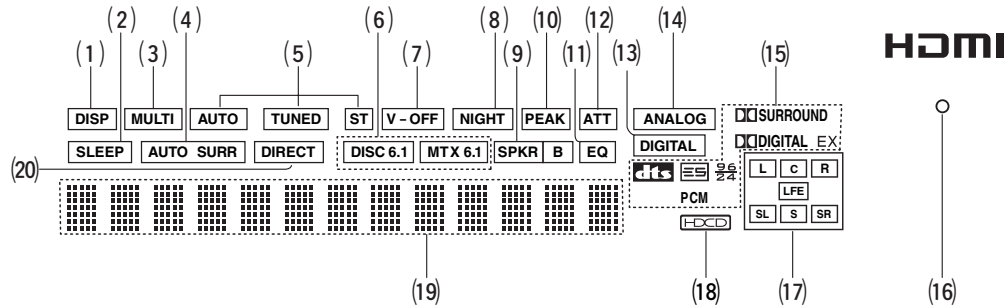 (2) (4) (6) (8) (10) (12)
(1) (3) (5) (7) (9) (11) (13) (14) (15)
HDMI
DISP MULTI AUTO TUNED ST V – OFF NIGHT PEAK ATT ANALOG SURROUND
SLEEP AUTO SURR DIRECT DISC 6.1 MTX 6.1 SPKR B EQ DIGITAL DIGITAL EX
(20)
dts ES 96/24
PCM
HDCD
L C R
LFE
SL S SR
(19) (18) (17) (16)